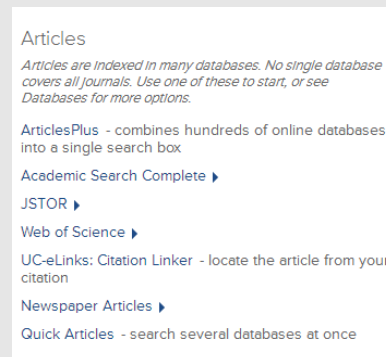 Articles
Articles are indexed in many databases. No single database
covers all journals. Use one of these to start, or see
Databases for more options.
ArticlesPlus - combines hundreds of online databases
into a single search box
Academic Search Complete
JSTOR
Web of Science
UC-eLinks: Citation Linker - locate the article from your
citation
Newspaper Articles
Quick Articles - search several databases at once